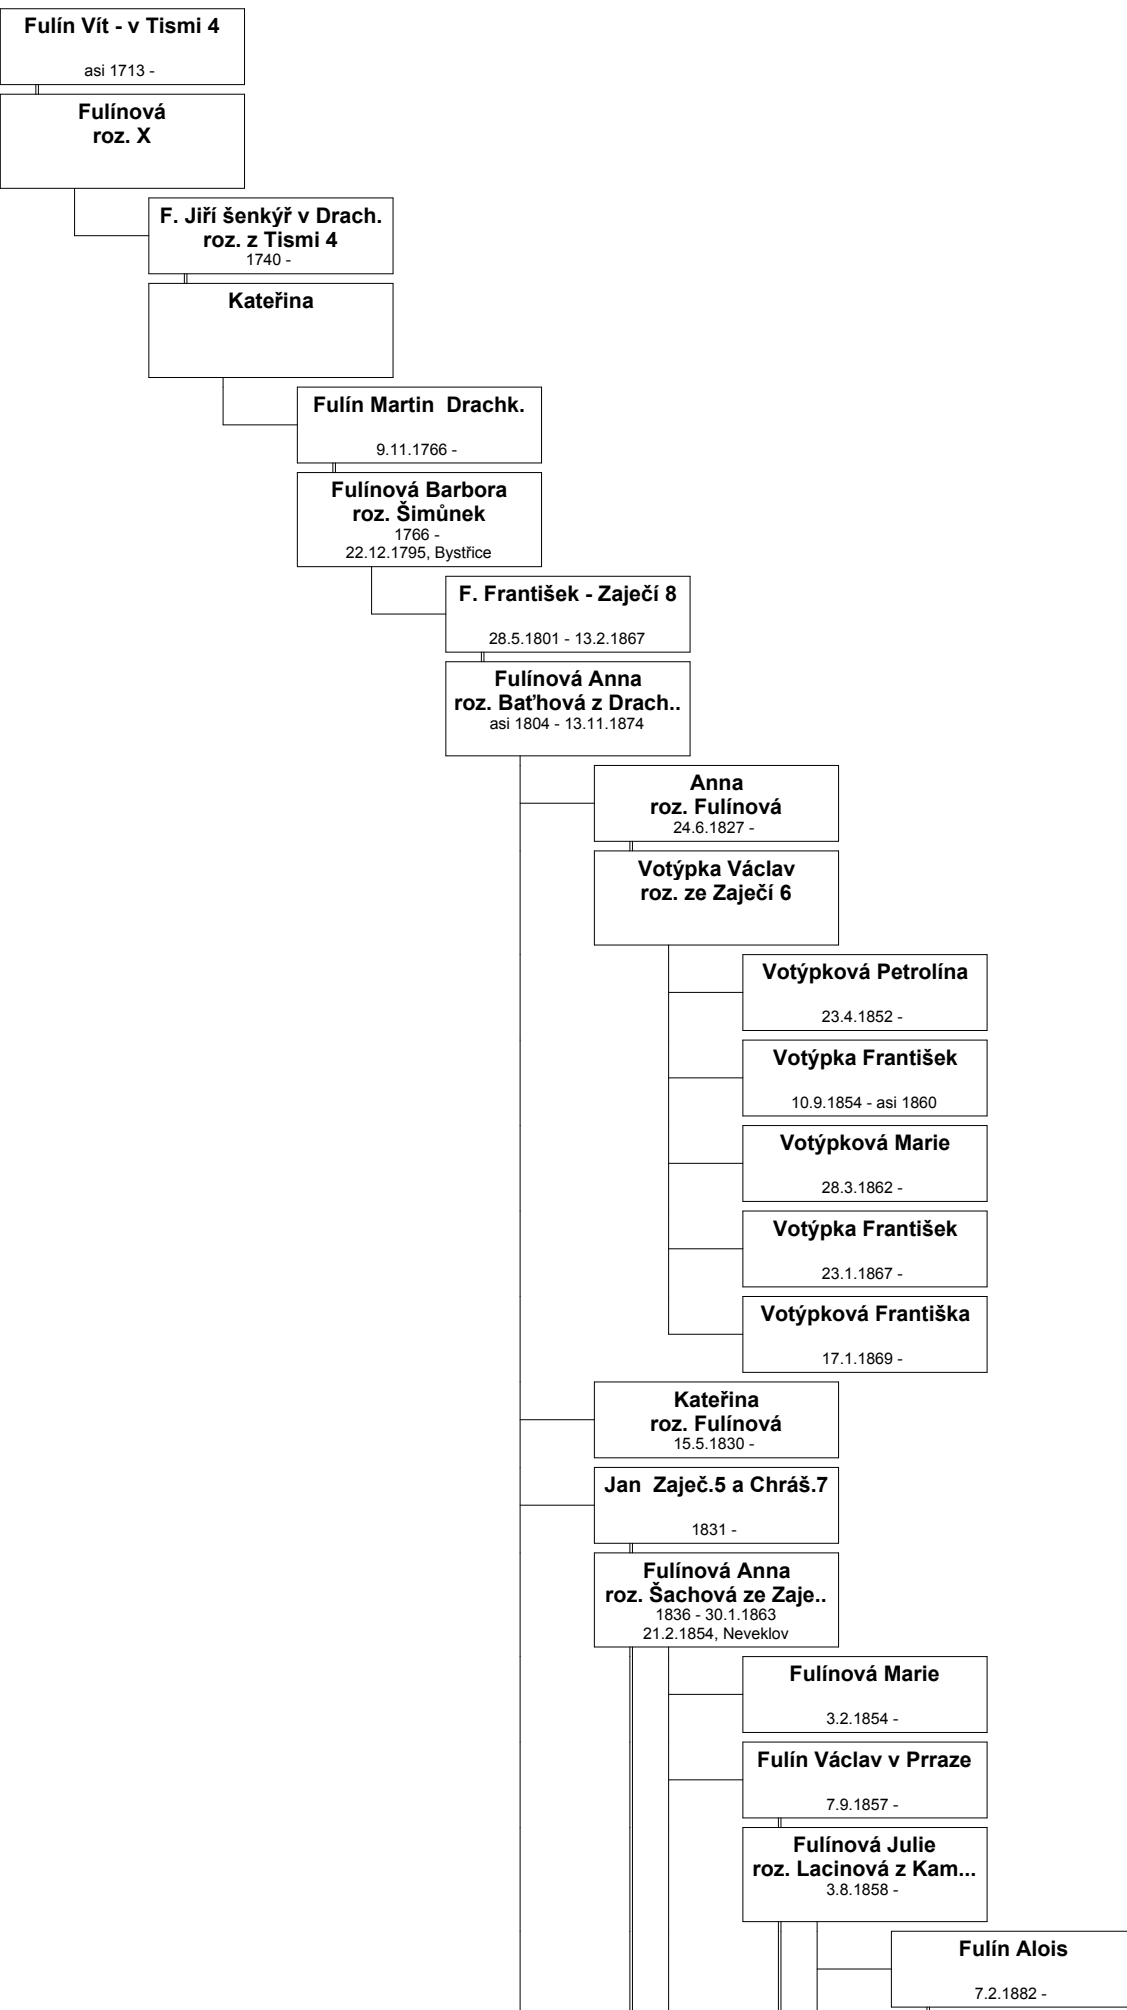 Fulín Vít - v Tismi 4
asi 1713 -
Fulínová
roz. X
F. Jiří šenkýř v Drach.
roz. z Tismi 4
1740 -
Kateřina
Fulín Martin  Drachk.
9.11.1766 -
Fulínová Barbora
roz. Šimůnek
1766 -
22.12.1795, Bystřice
F. František - Zaječí 8
28.5.1801 - 13.2.1867
Fulínová Anna
roz. Baťhová z Drach..
asi 1804 - 13.11.1874
Anna
roz. Fulínová
24.6.1827 -
Votýpka Václav
roz. ze Zaječí 6
Votýpková Petrolína
23.4.1852 -
Votýpka František
10.9.1854 - asi 1860
Votýpková Marie
28.3.1862 -
Votýpka František
23.1.1867 -
Votýpková Františka
17.1.1869 -
Kateřina
roz. Fulínová
15.5.1830 -
Jan  Zaječ.5 a Chráš.7
1831 -
Fulínová Anna
roz. Šachová ze Zaje..
1836 - 30.1.1863
21.2.1854, Neveklov
Fulínová Marie
3.2.1854 -
Fulín Václav v Prraze
7.9.1857 -
Fulínová Julie
roz. Lacinová z Kam...
3.8.1858 -
Fulín Alois
7.2.1882 -